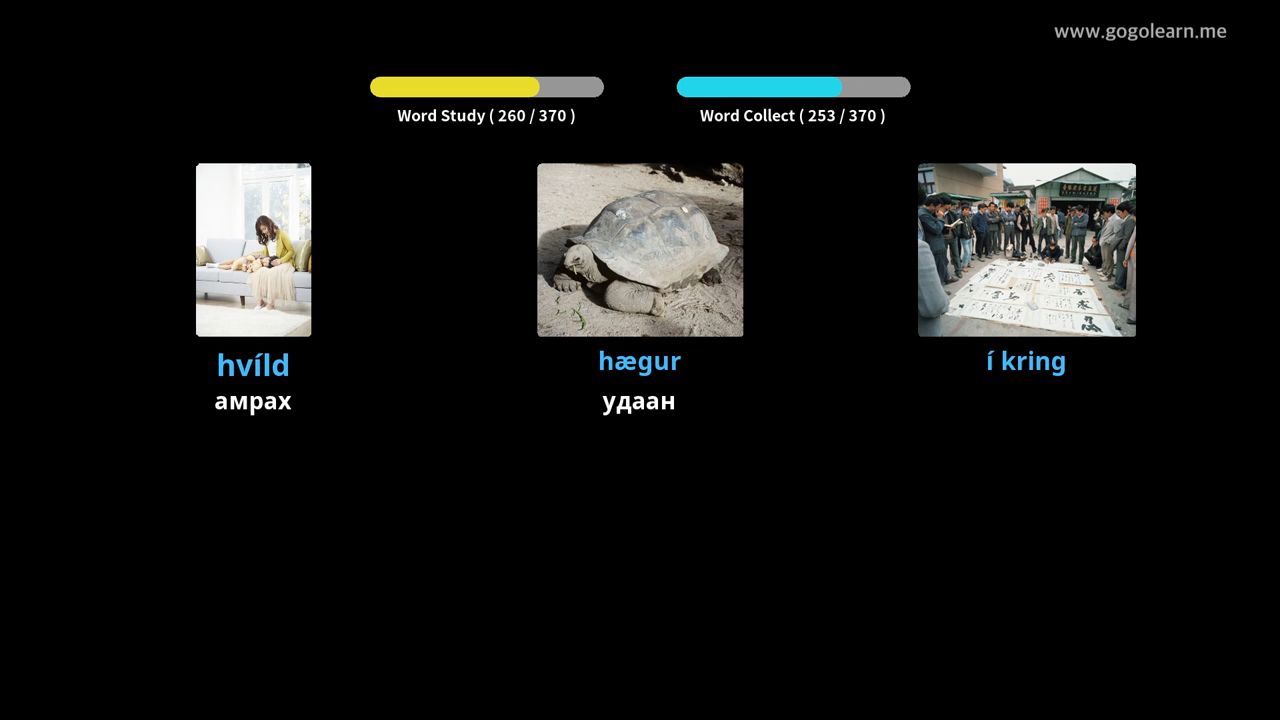 www.gogolearn.me
Word Study ( 260 / 370 )
Word Collect ( 253 / 370 )
hvíld
амрах
hægur
удаан
í kring